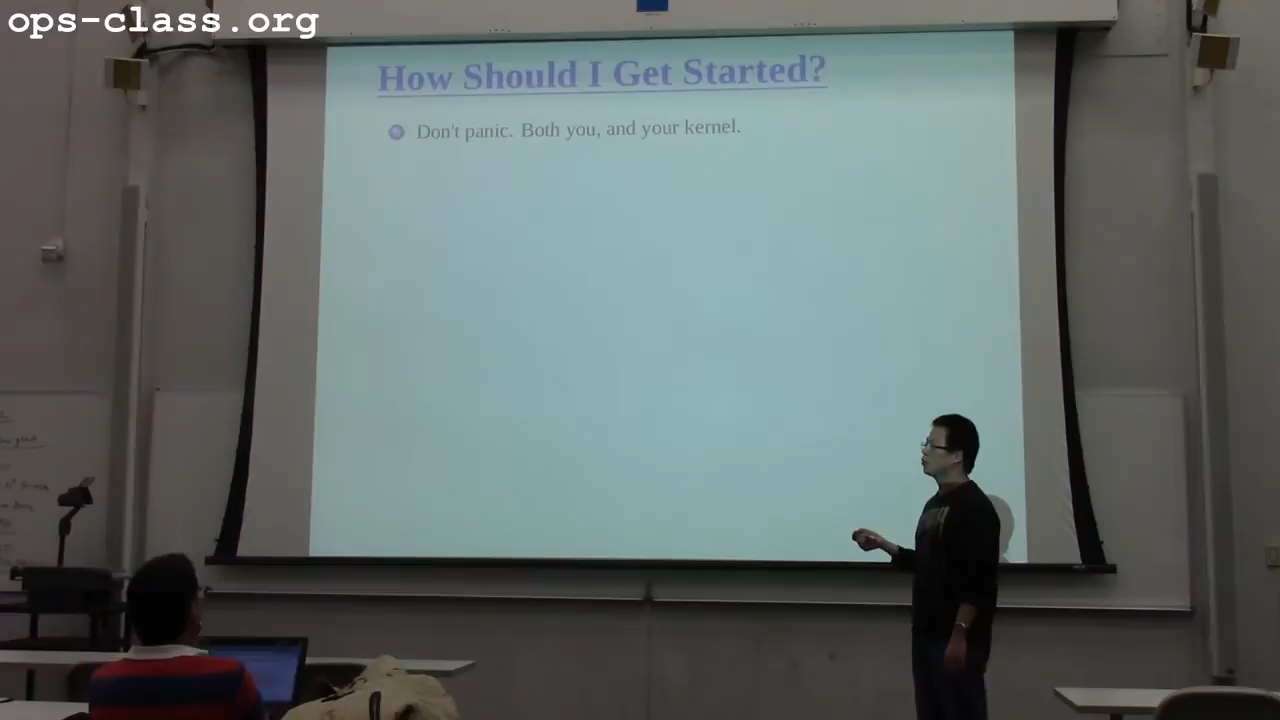 ops-class.org
How Should I Get Started?
Don't panic. Both you, and your kernel.